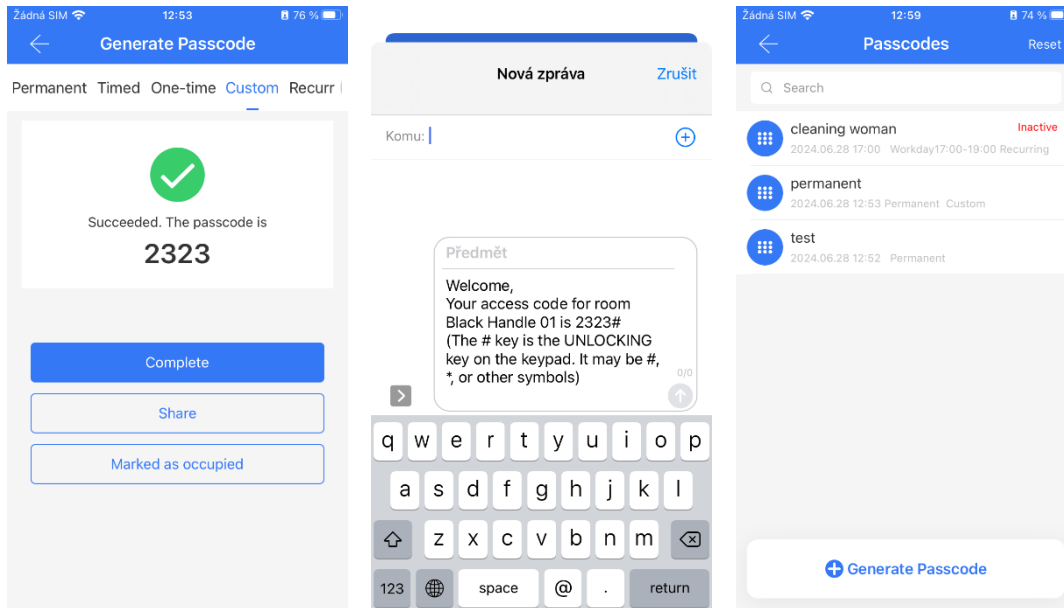 Žádná SIM 12:53 76 %
Generate Passcode
Permanent Timed One-time Custom Recurr
Succeeded. The passcode is
2323
Complete
Share
Marked as occupied
Nová zpráva Zrušit
Komu:
Předmět
Welcome,
Your access code for room
Black Handle 01 is 2323#
(The # key is the UNLOCKING
key on the keypad. It may be #,
*, or other symbols)
0/0
q w e r t y u i o p
a s d f g h j k l
z x c v b n m
123 space @ . return
Žádná SIM 12:59 74 %
Passcodes Reset
Search
cleaning woman Inactive
2024.06.28 17:00 Workday17:00-19:00 Recurring
permanent
2024.06.28 12:53 Permanent Custom
test
2024.06.28 12:52 Permanent
Generate Passcode